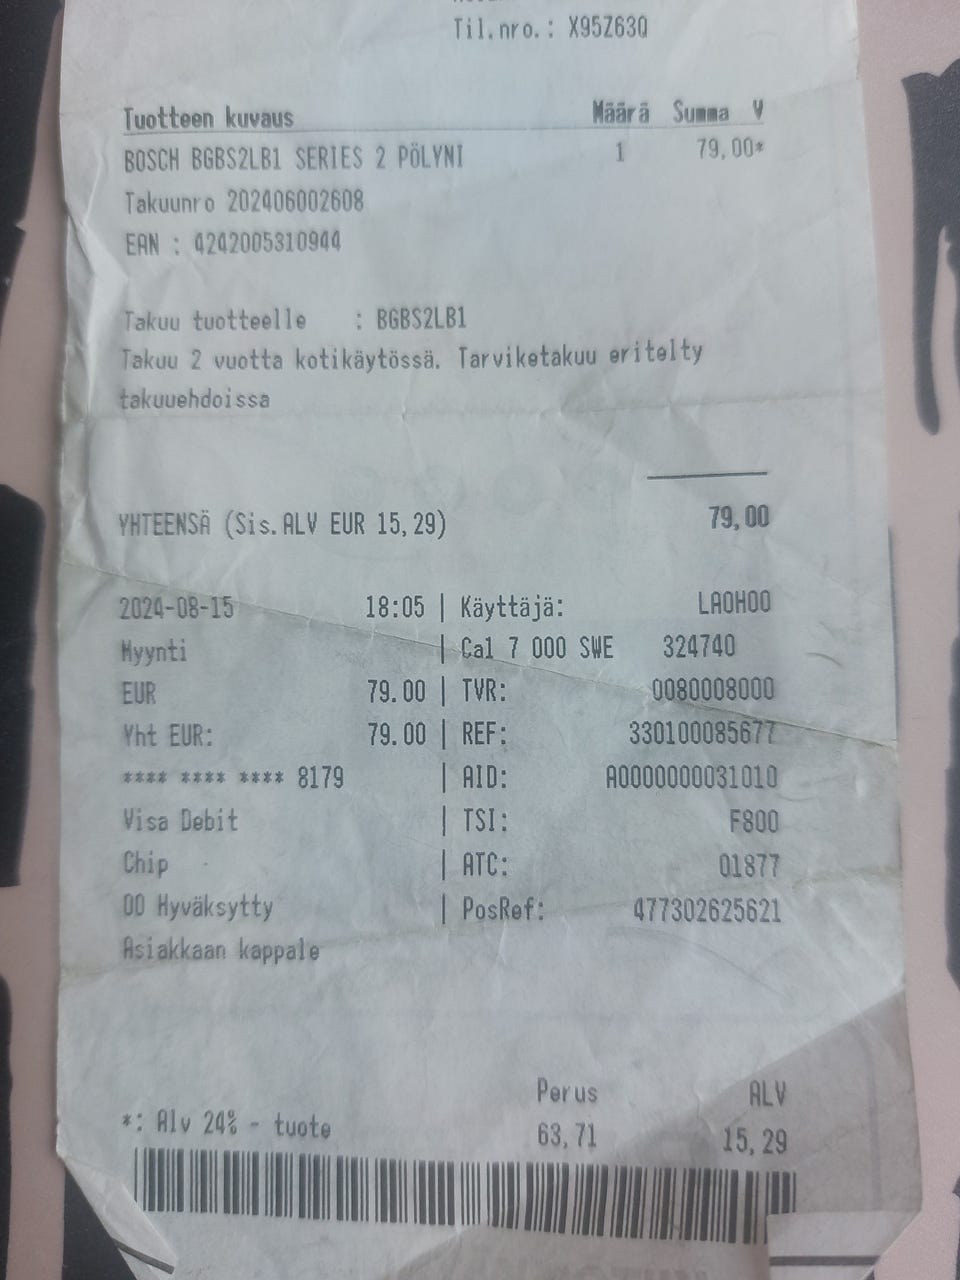 Til.nro.: X95Z63Q
Tuotteen kuvaus Määrä Summa V
BOSCH BGBS2LB1 SERIES 2 PÖLYNI 1 79,00*
Takuunro 202406002608
EAN : 4242005310944
Takuu tuotteelle : BGBS2LB1
Takuu 2 vuotta kotikäytössä. Tarviketakuu eritelty
takuuehdoissa
YHTEENSÄ (Sis.ALV EUR 15,29) 79,00
2024-08-15 18:05 | Käyttäjä: LAOHOO
Myynti | Cal 7 000 SWE 324740
EUR 79.00 | TVR: 0080008000
Yht EUR: 79.00 | REF: 330100085677
**** **** **** 8179 | AID: A0000000031010
Visa Debit | TSI: F800
Chip | ATC: 01877
00 Hyväksytty | PosRef: 477302625621
Asiakkaan kappale
Perus ALV
*: Alv 24% - tuote 63,71 15,29